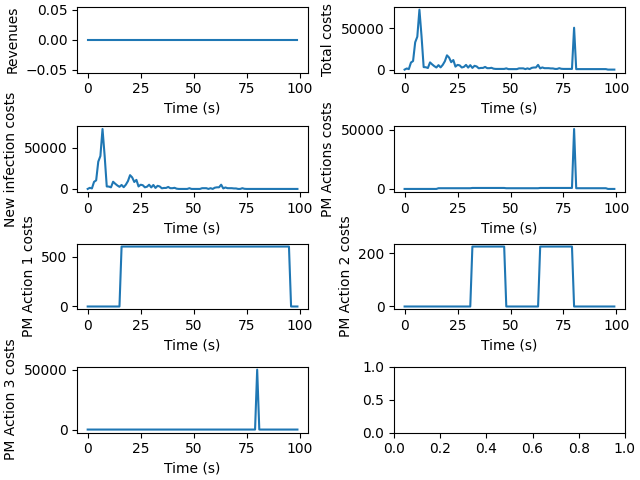 Revenues
0.05
0.00
−0.05
0 25 50 75 100
Time (s)
Total costs
50000
0
0 25 50 75 100
Time (s)
New infection costs
50000
0
0 25 50 75 100
Time (s)
PM Actions costs
50000
0
0 25 50 75 100
Time (s)
PM Action 1 costs
500
0
0 25 50 75 100
Time (s)
PM Action 2 costs
200
0
0 25 50 75 100
Time (s)
PM Action 3 costs
50000
0
0 25 50 75 100
Time (s)
1.0
0.5
0.0
0.0 0.2 0.4 0.6 0.8 1.0